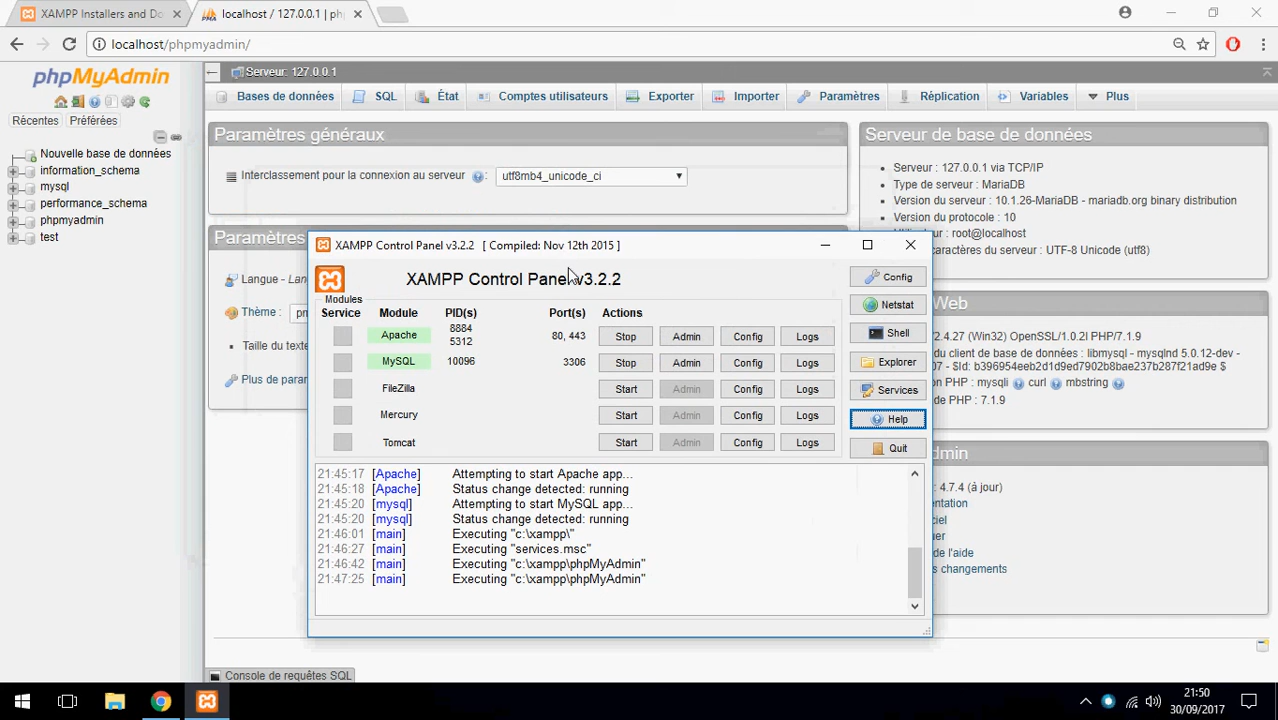 XAMPP Installers and Do
localhost / 127.0.0.1 | ph
localhost/phpmyadmin/
phpMyAdmin
Récentes Préférées
Nouvelle base de données
information_schema
mysql
performance_schema
phpmyadmin
test
Serveur: 127.0.0.1
Bases de données SQL État Comptes utilisateurs Exporter Importer Paramètres Réplication Variables Plus
Paramètres généraux
Interclassement pour la connexion au serveur : utf8mb4_unicode_ci
Paramètres
Langue - Lan
Thème :
Taille du texte
Plus de param
Serveur de base de données
Serveur : 127.0.0.1 via TCP/IP
Type de serveur : MariaDB
Version du serveur : 10.1.26-MariaDB - mariadb.org binary distribution
Version du protocole : 10
: root@localhost
caractères du serveur : UTF-8 Unicode (utf8)
Web
2.4.27 (Win32) OpenSSL/1.0.2l PHP/7.1.9
du client de base de données : libmysql - mysqlnd 5.0.12-dev -
07 - $Id: b396954eeb2d1d9ed7902b8bae237b287f21ad9e $
on PHP : mysqli curl mbstring
de PHP : 7.1.9
4.7.4 (à jour)
entation
ciel
uer
de l'aide
s changements
XAMPP Control Panel v3.2.2 [ Compiled: Nov 12th 2015 ]
XAMPP Control Panel v3.2.2
Modules
Service Module PID(s) Port(s) Actions
Apache 8884 5312 80, 443 Stop Admin Config Logs
MySQL 10096 3306 Stop Admin Config Logs
FileZilla Start Admin Config Logs
Mercury Start Admin Config Logs
Tomcat Start Admin Config Logs
Config
Netstat
Shell
Explorer
Services
Help
Quit
21:45:17 [Apache] Attempting to start Apache app...
21:45:18 [Apache] Status change detected: running
21:45:20 [mysql] Attempting to start MySQL app...
21:45:20 [mysql] Status change detected: running
21:46:01 [main] Executing "c:\xampp\"
21:46:27 [main] Executing "services.msc"
21:46:42 [main] Executing "c:\xampp\phpMyAdmin"
21:47:25 [main] Executing "c:\xampp\phpMyAdmin"
Console de requêtes SQL
21:50
30/09/2017